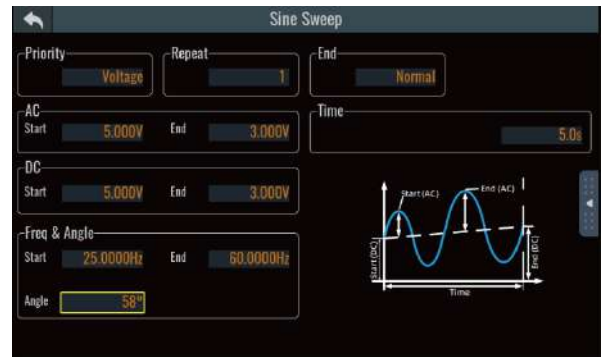 Sine Sweep
Priority
Voltage
Repeat
1
End
Normal
AC
Start 5.000V End 3.000V
Time
5.0s
DC
Start 5.000V End 3.000V
Freq & Angle
Start 25.0000Hz End 60.0000Hz
Angle 58°
Start (AC)
End (AC)
Start (DC)
End (DC)
Time